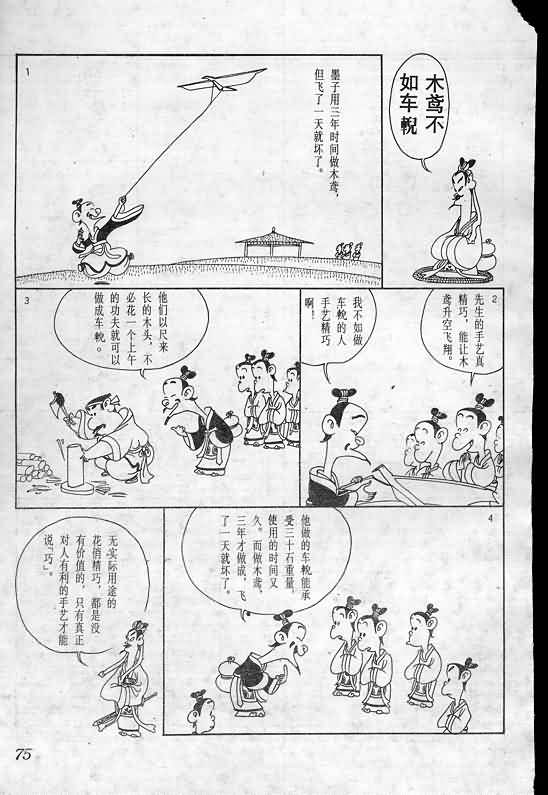 木鸢不
如车輗
1
墨子用三年时间做木鸢，
但飞了一天就坏了。
2
先生的手艺真
精巧，能让木
鸢升空飞翔。
我不如做
车輗的人
手艺精巧
啊！
3
他们以尺来
长的木头，不
必花一个上午
的功夫就可以
做成车輗。
4
他做的车輗能承
受三十石重量，
使用的时间又
久。而做木鸢，
三年才做成，飞
了一天就坏了。
无实际用途的
花俏精巧，都是没
有价值的，只有真正
对人有利的手艺才能
说“巧”。
75